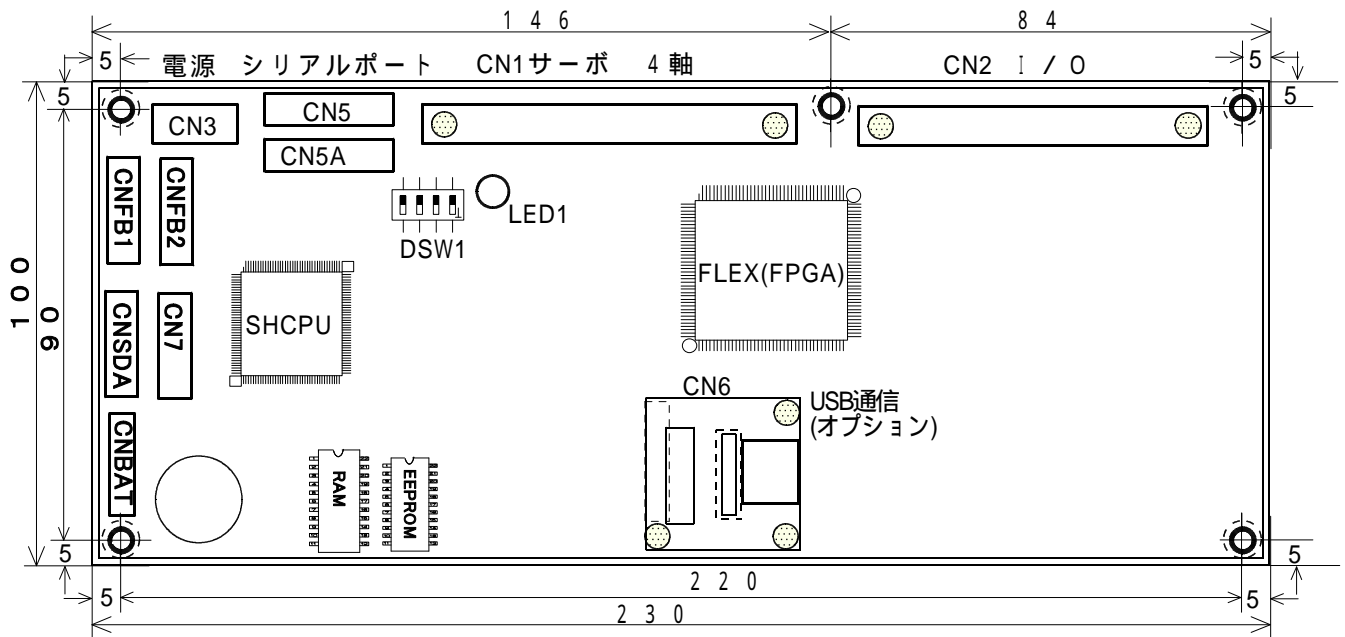 146
84
5
電源 シリアルポート CN1サーボ 4軸
CN2 I/O
5
5
5
CN3
CN5
CN5A
CNFB1
CNFB2
DSW1
LED1
FLEX(FPGA)
SHCPU
100
90
CNSDA
CN7
CN6
USB通信
(オプション)
CNBAT
RAM
EEPROM
5
5
220
5
5
230